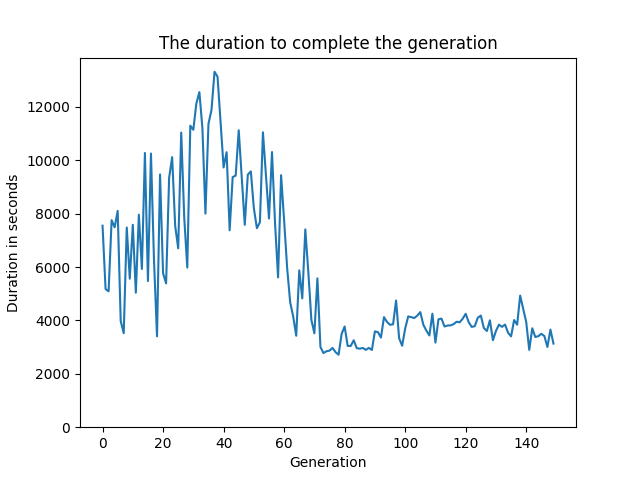 The duration to complete the generation
12000
10000
8000
6000
4000
2000
0
Duration in seconds
0 20 40 60 80 100 120 140
Generation